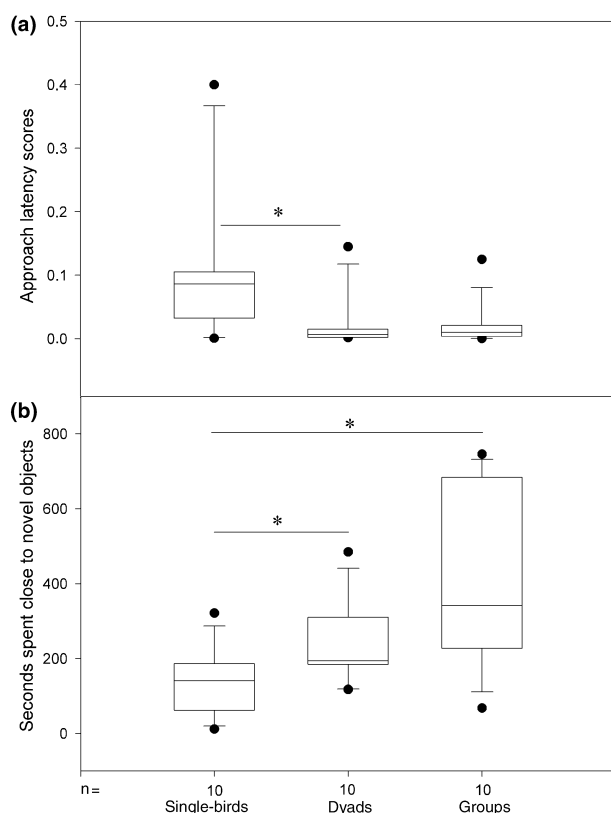 (a)
0.5
0.4
0.3
0.2
0.1
0.0
Approach latency scores
*
(b)
800
600
400
200
0
Seconds spent close to novel objects
*
*
n= 10 10 10
Single-birds Dyads Groups